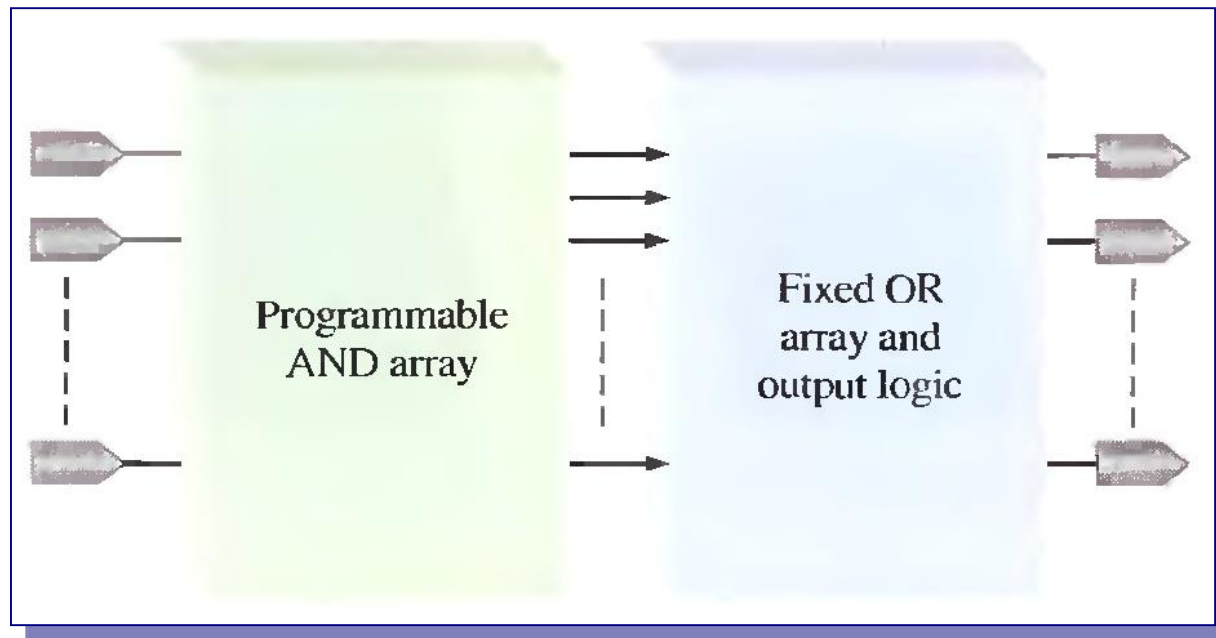 Programmable
AND array
Fixed OR
array and
output logic